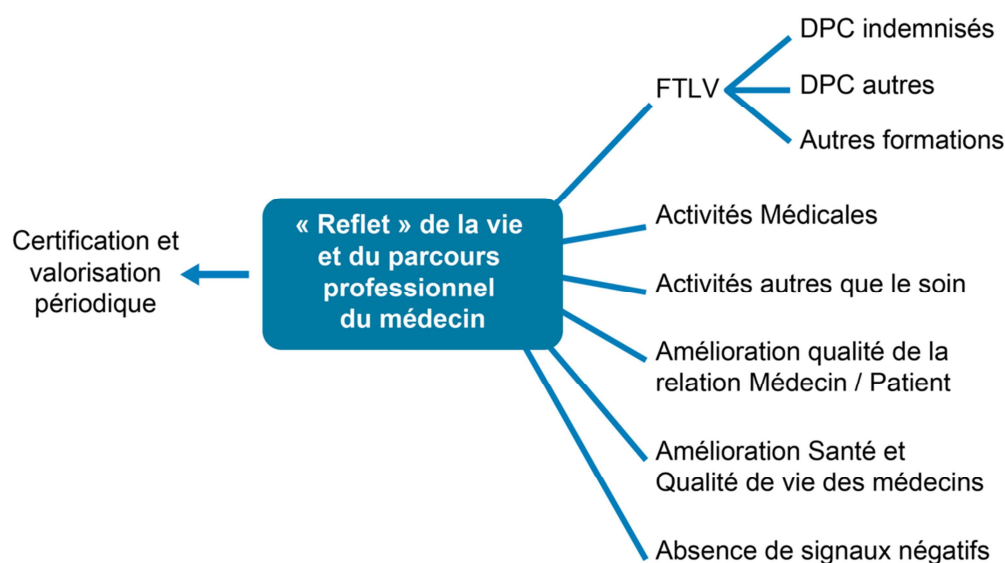 DPC indemnisés
FTLV
DPC autres
Autres formations
« Reflet » de la vie
et du parcours
professionnel
du médecin
Certification et
valorisation
périodique
Activités Médicales
Activités autres que le soin
Amélioration qualité de la
relation Médecin / Patient
Amélioration Santé et
Qualité de vie des médecins
Absence de signaux négatifs